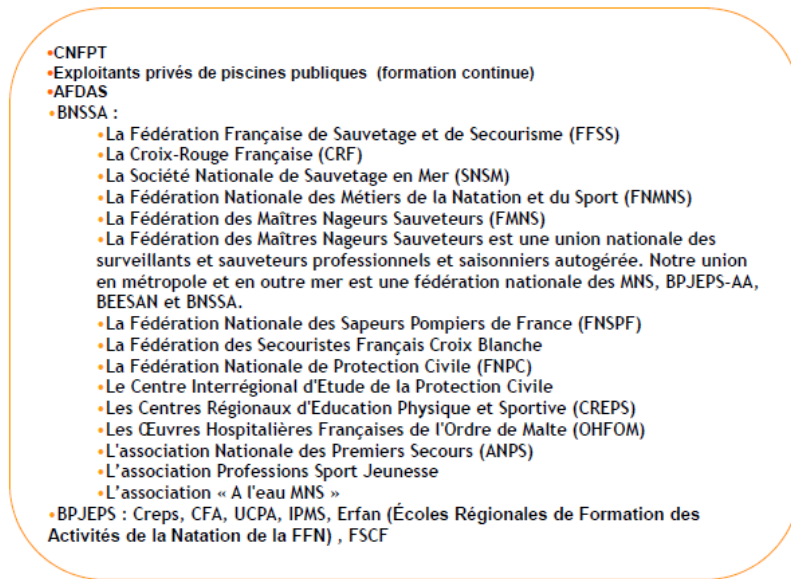 •CNFPT
•Exploitants privés de piscines publiques (formation continue)
•AFDAS
•BNSSA :
•La Fédération Française de Sauvetage et de Secourisme (FFSS)
•La Croix-Rouge Française (CRF)
•La Société Nationale de Sauvetage en Mer (SNSM)
•La Fédération Nationale des Métiers de la Natation et du Sport (FNMNS)
•La Fédération des Maîtres Nageurs Sauveteurs (FMNS)
•La Fédération des Maîtres Nageurs Sauveteurs est une union nationale des
surveillants et sauveteurs professionnels et saisonniers autogérée. Notre union
en métropole et en outre mer est une fédération nationale des MNS, BPJEPS-AA,
BEESAN et BNSSA.
•La Fédération Nationale des Sapeurs Pompiers de France (FNSPF)
•La Fédération des Secouristes Français Croix Blanche
•La Fédération Nationale de Protection Civile (FNPC)
•Le Centre Interrégional d'Etude de la Protection Civile
•Les Centres Régionaux d'Education Physique et Sportive (CREPS)
•Les Œuvres Hospitalières Françaises de l'Ordre de Malte (OHFOM)
•L'association Nationale des Premiers Secours (ANPS)
•L’association Professions Sport Jeunesse
•L’association « A l'eau MNS »
•BPJEPS : Creps, CFA, UCPA, IPMS, Erfan (Écoles Régionales de Formation des
Activités de la Natation de la FFN) , FSCF